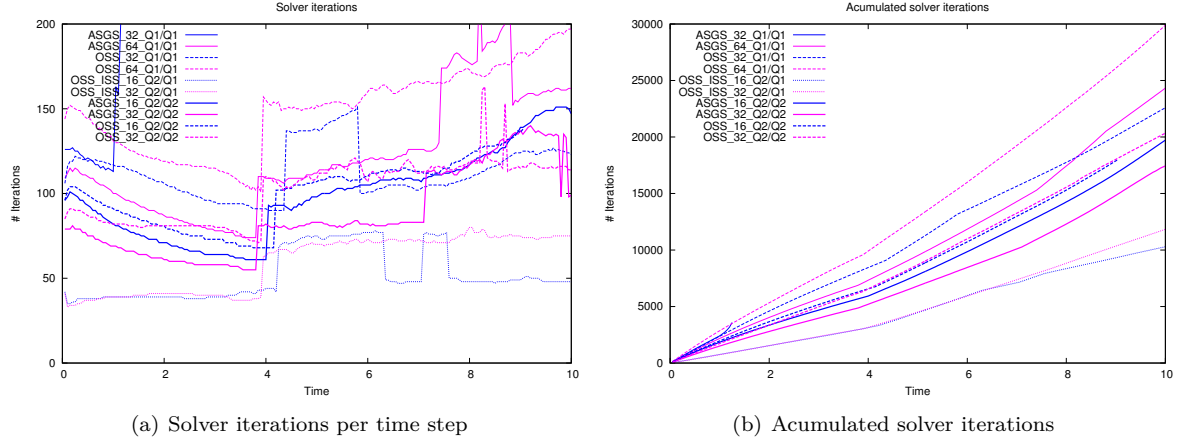 Solver iterations
200
150
100
50
0
# Iterations
0 2 4 6 8 10
Time
ASGS_32_Q1/Q1
ASGS_64_Q1/Q1
OSS_32_Q1/Q1
OSS_64_Q1/Q1
OSS_ISS_16_Q2/Q1
OSS_ISS_32_Q2/Q1
ASGS_16_Q2/Q2
ASGS_32_Q2/Q2
OSS_16_Q2/Q2
OSS_32_Q2/Q2
(a) Solver iterations per time step
Acumulated solver iterations
30000
25000
20000
15000
10000
5000
0
# Iterations
0 2 4 6 8 10
Time
ASGS_32_Q1/Q1
ASGS_64_Q1/Q1
OSS_32_Q1/Q1
OSS_64_Q1/Q1
OSS_ISS_16_Q2/Q1
OSS_ISS_32_Q2/Q1
ASGS_16_Q2/Q2
ASGS_32_Q2/Q2
OSS_16_Q2/Q2
OSS_32_Q2/Q2
(b) Acumulated solver iterations